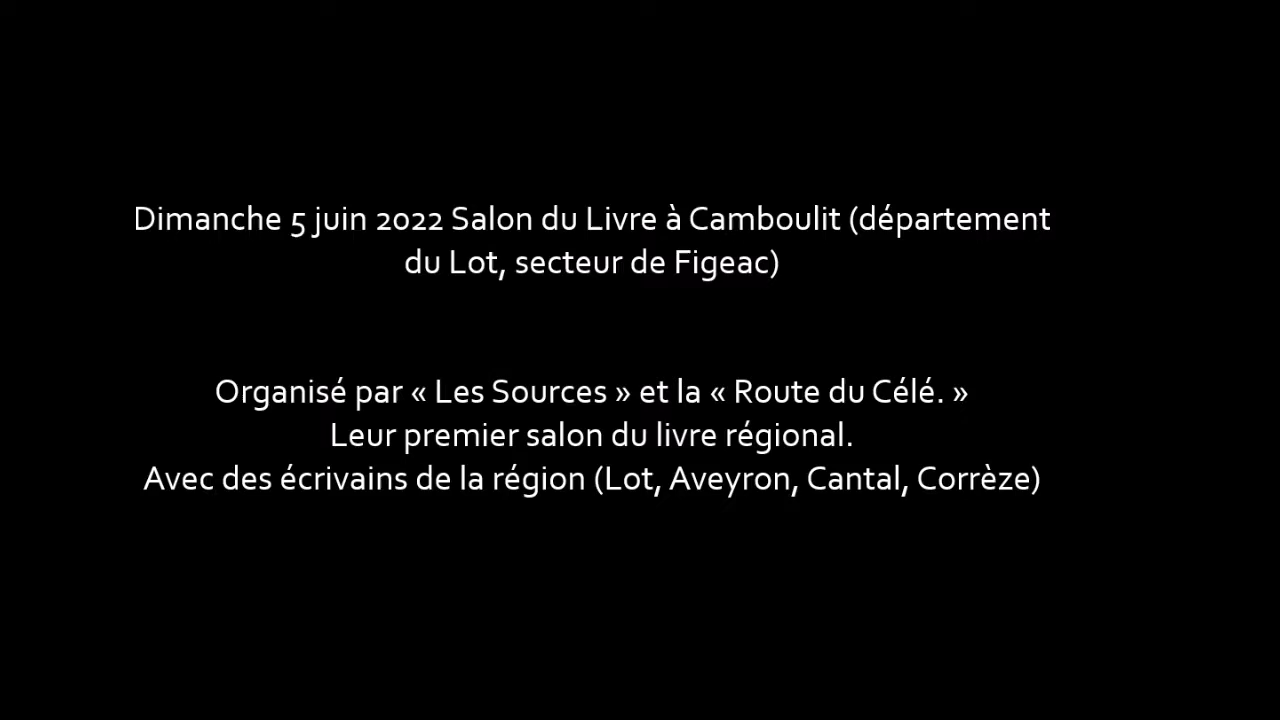 Dimanche 5 juin 2022 Salon du Livre à Camboulit (département
du Lot, secteur de Figeac)
Organisé par « Les Sources » et la « Route du Célé. »
Leur premier salon du livre régional.
Avec des écrivains de la région (Lot, Aveyron, Cantal, Corrèze)